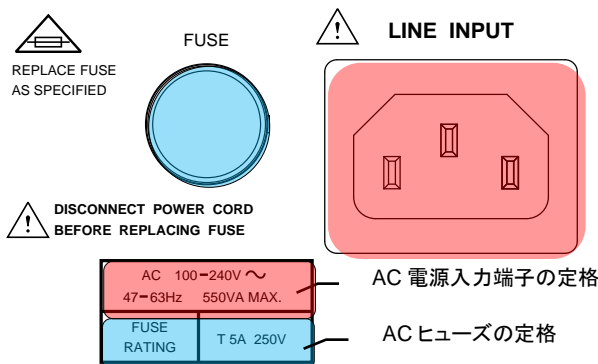 FUSE
LINE INPUT
REPLACE FUSE
AS SPECIFIED
DISCONNECT POWER CORD
BEFORE REPLACING FUSE
AC 100-240V ~
47-63Hz 550VA MAX.
AC 電源入力端子の定格
FUSE
RATING
T 5A 250V
ACヒューズの定格